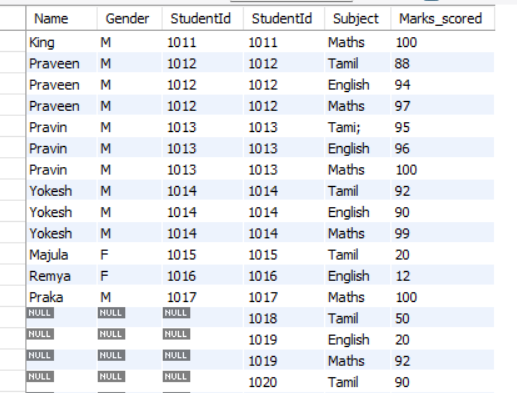 Name Gender StudentId StudentId Subject Marks_scored
King M 1011 1011 Maths 100
Praveen M 1012 1012 Tamil 88
Praveen M 1012 1012 English 94
Praveen M 1012 1012 Maths 97
Pravin M 1013 1013 Tami; 95
Pravin M 1013 1013 English 96
Pravin M 1013 1013 Maths 100
Yokesh M 1014 1014 Tamil 92
Yokesh M 1014 1014 English 90
Yokesh M 1014 1014 Maths 99
Majula F 1015 1015 Tamil 20
Remya F 1016 1016 English 12
Praka M 1017 1017 Maths 100
NULL NULL NULL 1018 Tamil 50
NULL NULL NULL 1019 English 20
NULL NULL NULL 1019 Maths 92
NULL NULL NULL 1020 Tamil 90